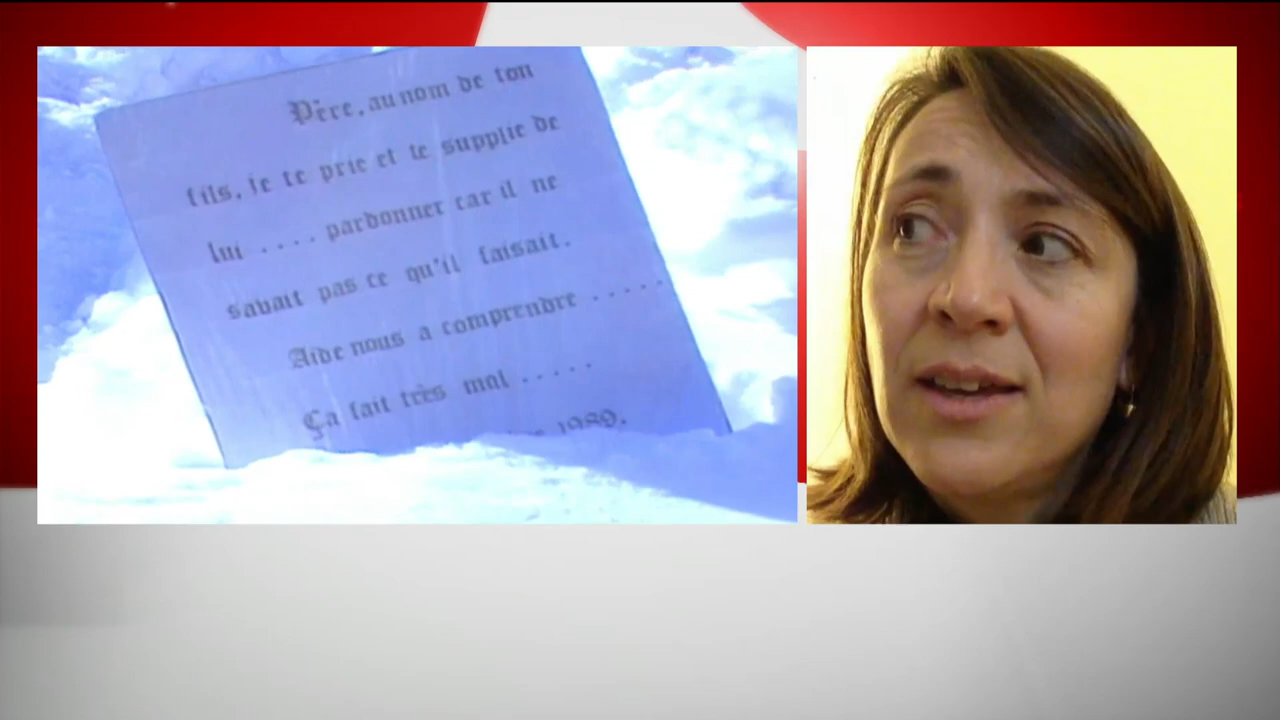 Père, au nom de ton
fils, je te prie et te supplie de
lui .... pardonner car il ne
savait pas ce qu'il faisait.
Aide nous a comprendre .....
Ça fait très mal .....
1989.